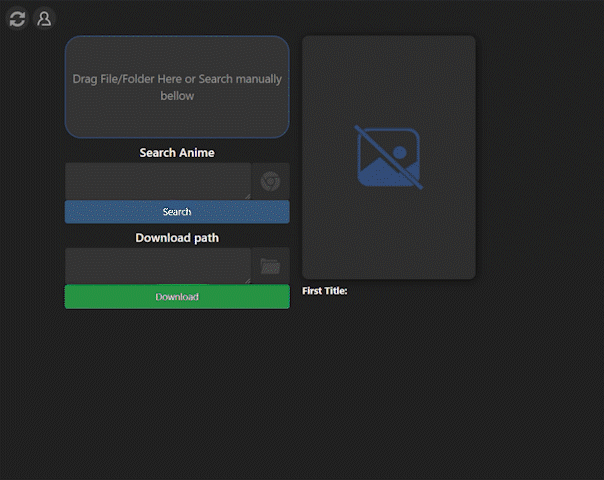 Drag File/Folder Here or Search manually
bellow
Search Anime
Search
Download path
Download
First Title: